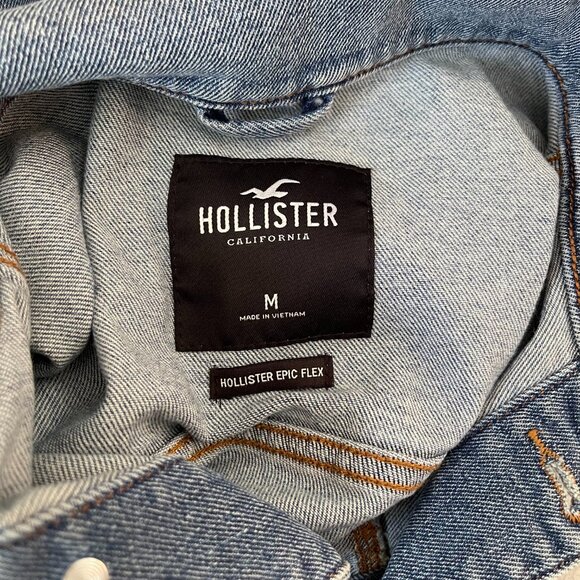 HOLLISTER
CALIFORNIA
M
MADE IN VIETNAM
HOLLISTER EPIC FLEX